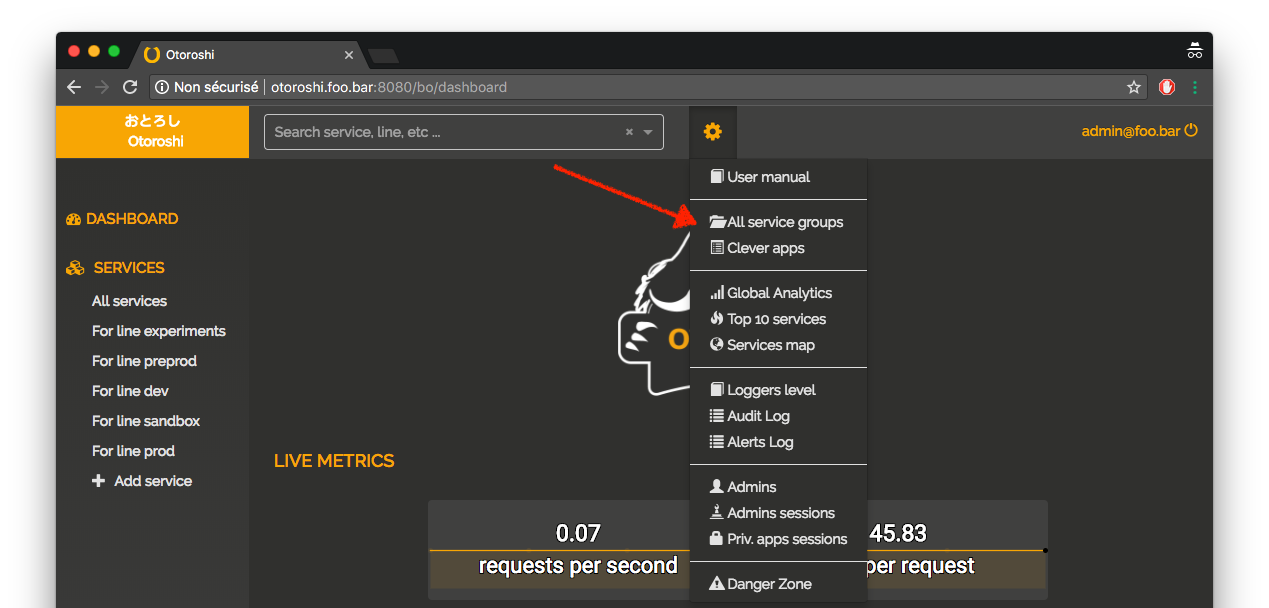 Otoroshi
Non sécurisé | otoroshi.foo.bar:8080/bo/dashboard
おとろし
Otoroshi
Search service, line, etc ...
admin@foo.bar
DASHBOARD
SERVICES
All services
For line experiments
For line preprod
For line dev
For line sandbox
For line prod
Add service
User manual
All service groups
Clever apps
Global Analytics
Top 10 services
Services map
Loggers level
Audit Log
Alerts Log
Admins
Admins sessions
Priv. apps sessions
Danger Zone
O
LIVE METRICS
0.07
requests per second
45.83
per request